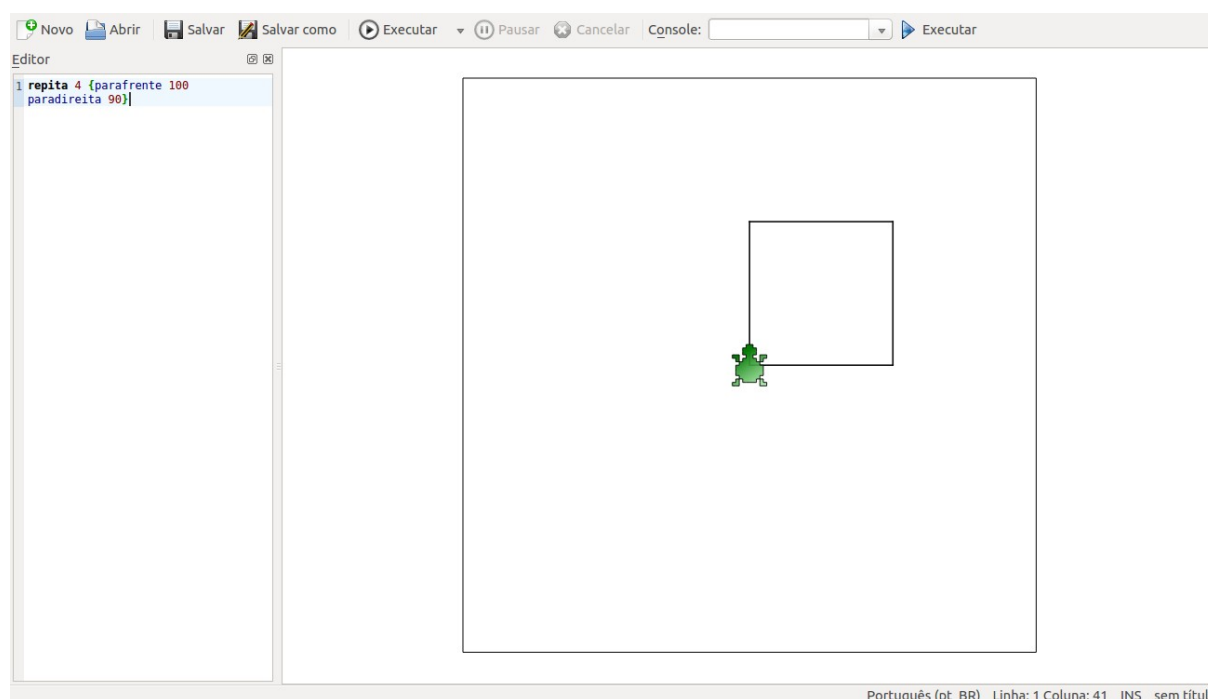 Novo Abrir Salvar Salvar como Executar Pausar Cancelar Console: Executar
Editor
1 repita 4 {parafrente 100
paradireita 90}
Português (pt_BR) Linha: 1 Coluna: 41 INS sem títul